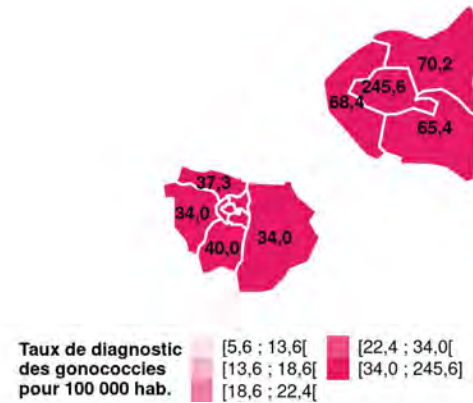 70,2
245,6
68,4
65,4
37,3
34,0
34,0
40,0
Taux de diagnostic
des gonococcies
pour 100 000 hab.
[5,6 ; 13,6[
[13,6 ; 18,6[
[18,6 ; 22,4[
[22,4 ; 34,0[
[34,0 ; 245,6]